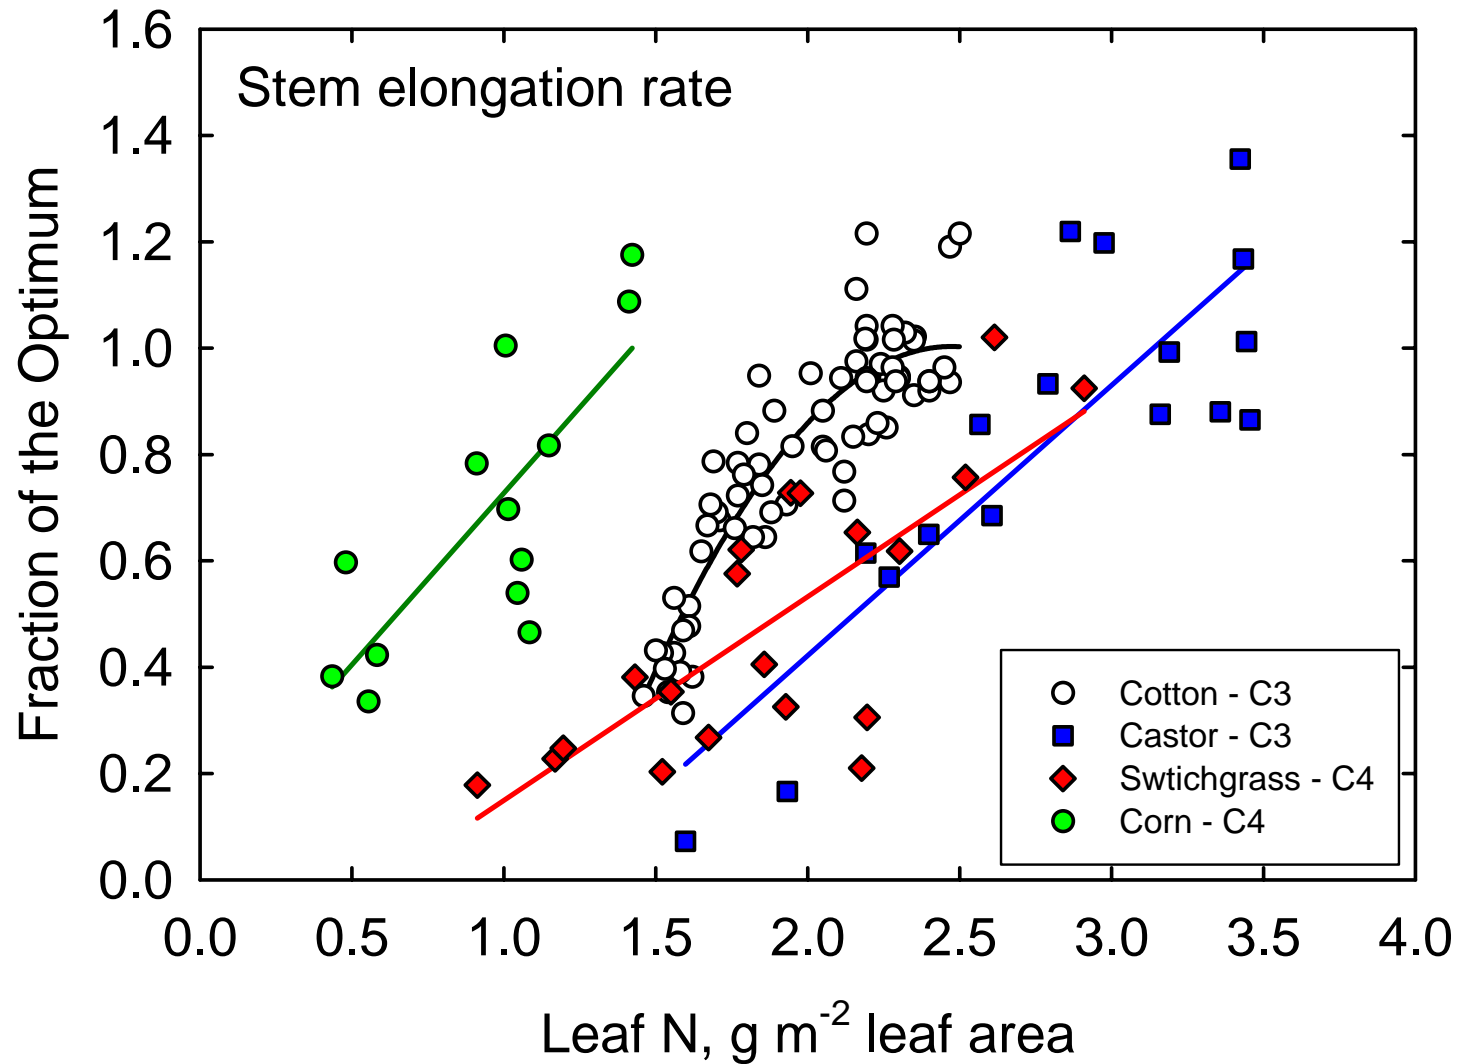 Stem elongation rate
Fraction of the Optimum
1.6
1.4
1.2
1.0
0.8
0.6
0.4
0.2
0.0
Cotton - C3
Castor - C3
Swtichgrass - C4
Corn - C4
0.0 0.5 1.0 1.5 2.0 2.5 3.0 3.5 4.0
Leaf N, g m⁻² leaf area